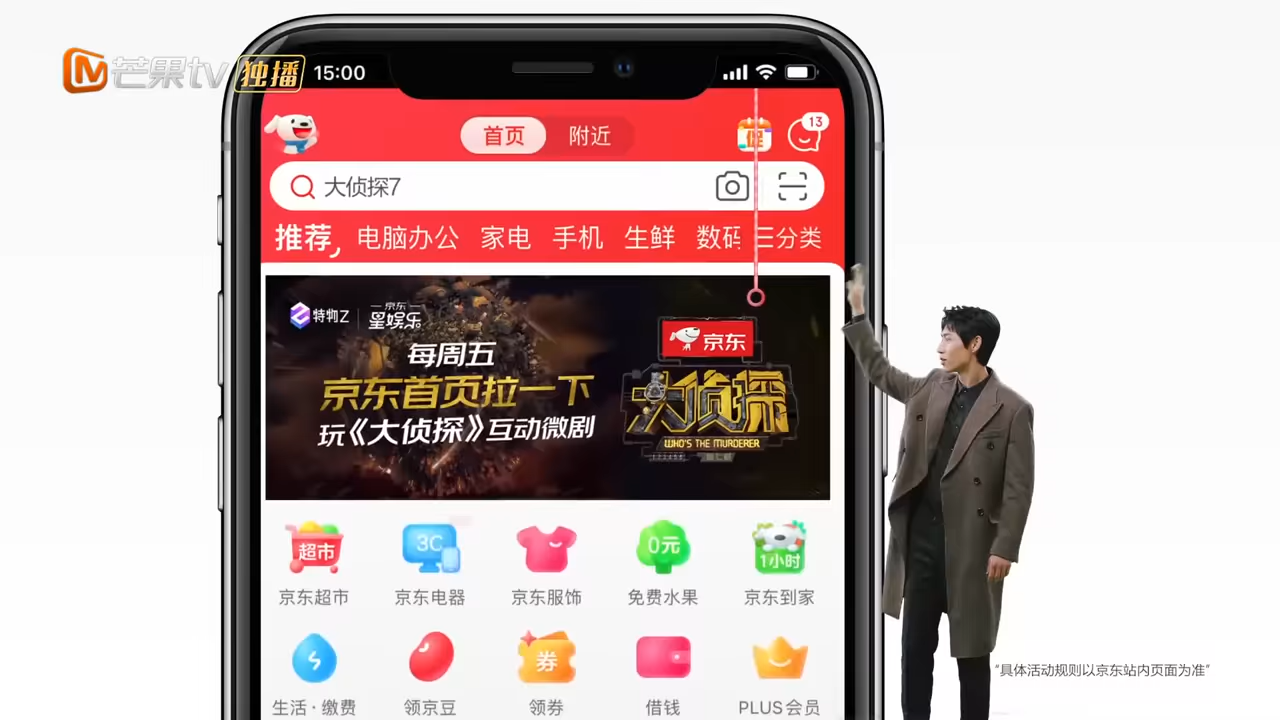 芒果tv 独播
15:00
首页 附近
促 13
大侦探7
推荐 电脑办公 家电 手机 生鲜 数码 分类
特物Z 京东星娱乐
每周五
京东首页拉一下
玩《大侦探》互动微剧
京东
大侦探
WHO'S THE MURDERER
超市 3C 0元 1小时
京东超市 京东电器 京东服饰 免费水果 京东到家
券
生活·缴费 领京豆 领券 借钱 PLUS会员
“具体活动规则以京东站内页面为准”